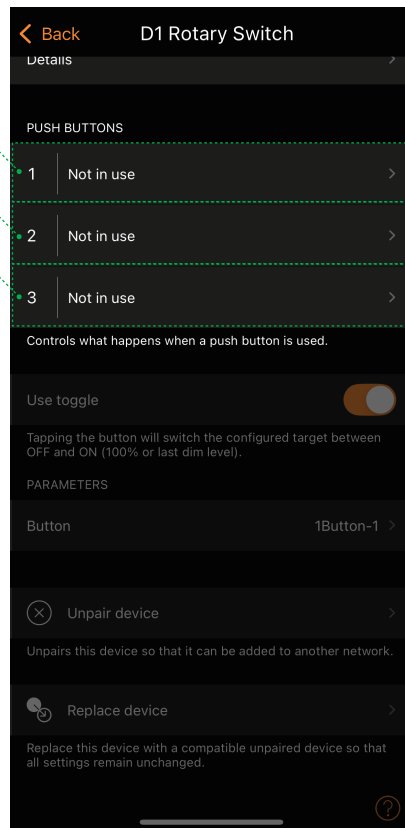 Back
D1 Rotary Switch
Details
PUSH BUTTONS
1 Not in use
2 Not in use
3 Not in use
Controls what happens when a push button is used.
Use toggle
Tapping the button will switch the configured target between
OFF and ON (100% or last dim level).
PARAMETERS
Button 1Button-1
Unpair device
Unpairs this device so that it can be added to another network.
Replace device
Replace this device with a compatible unpaired device so that
all settings remain unchanged.
?